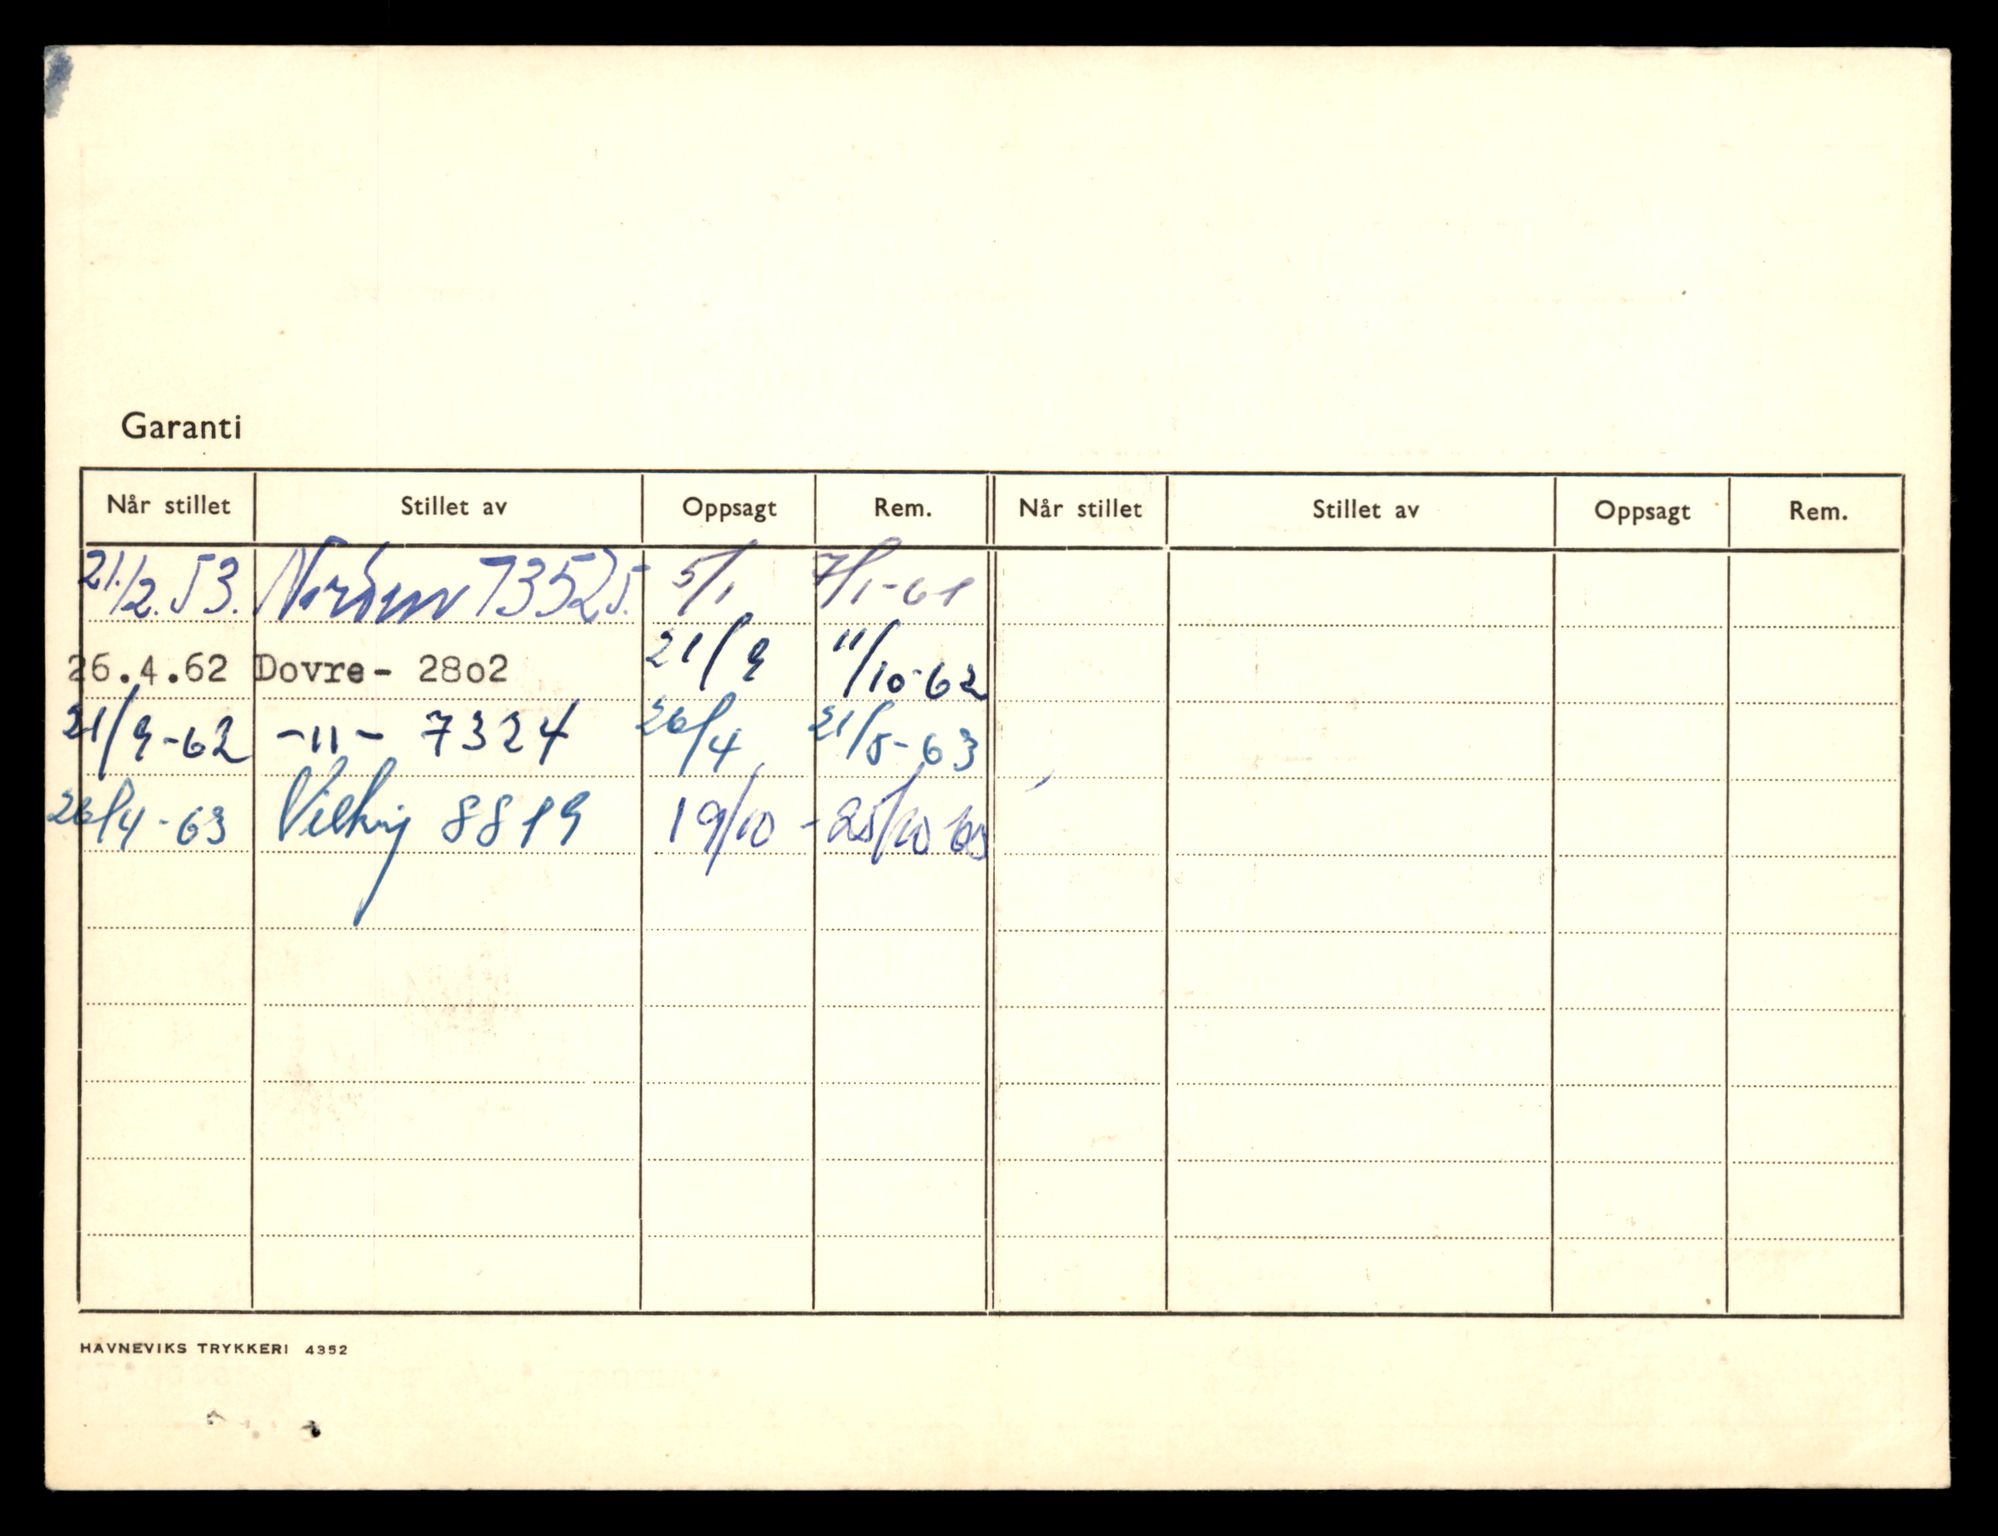 Garanti
Når stillet Stillet av Oppsagt Rem. Når stillet Stillet av Oppsagt Rem.
21./2.53. Norden 73525. 5/1 7/1-61
26.4.62 Dovre- 28o2 21/9 11/10-62
21/9-62 -"- 7324 26/4 21/5-63
26/4-63 8819 19/10 - 25/10 63
HAVNEVIKS TRYKKERI 4352